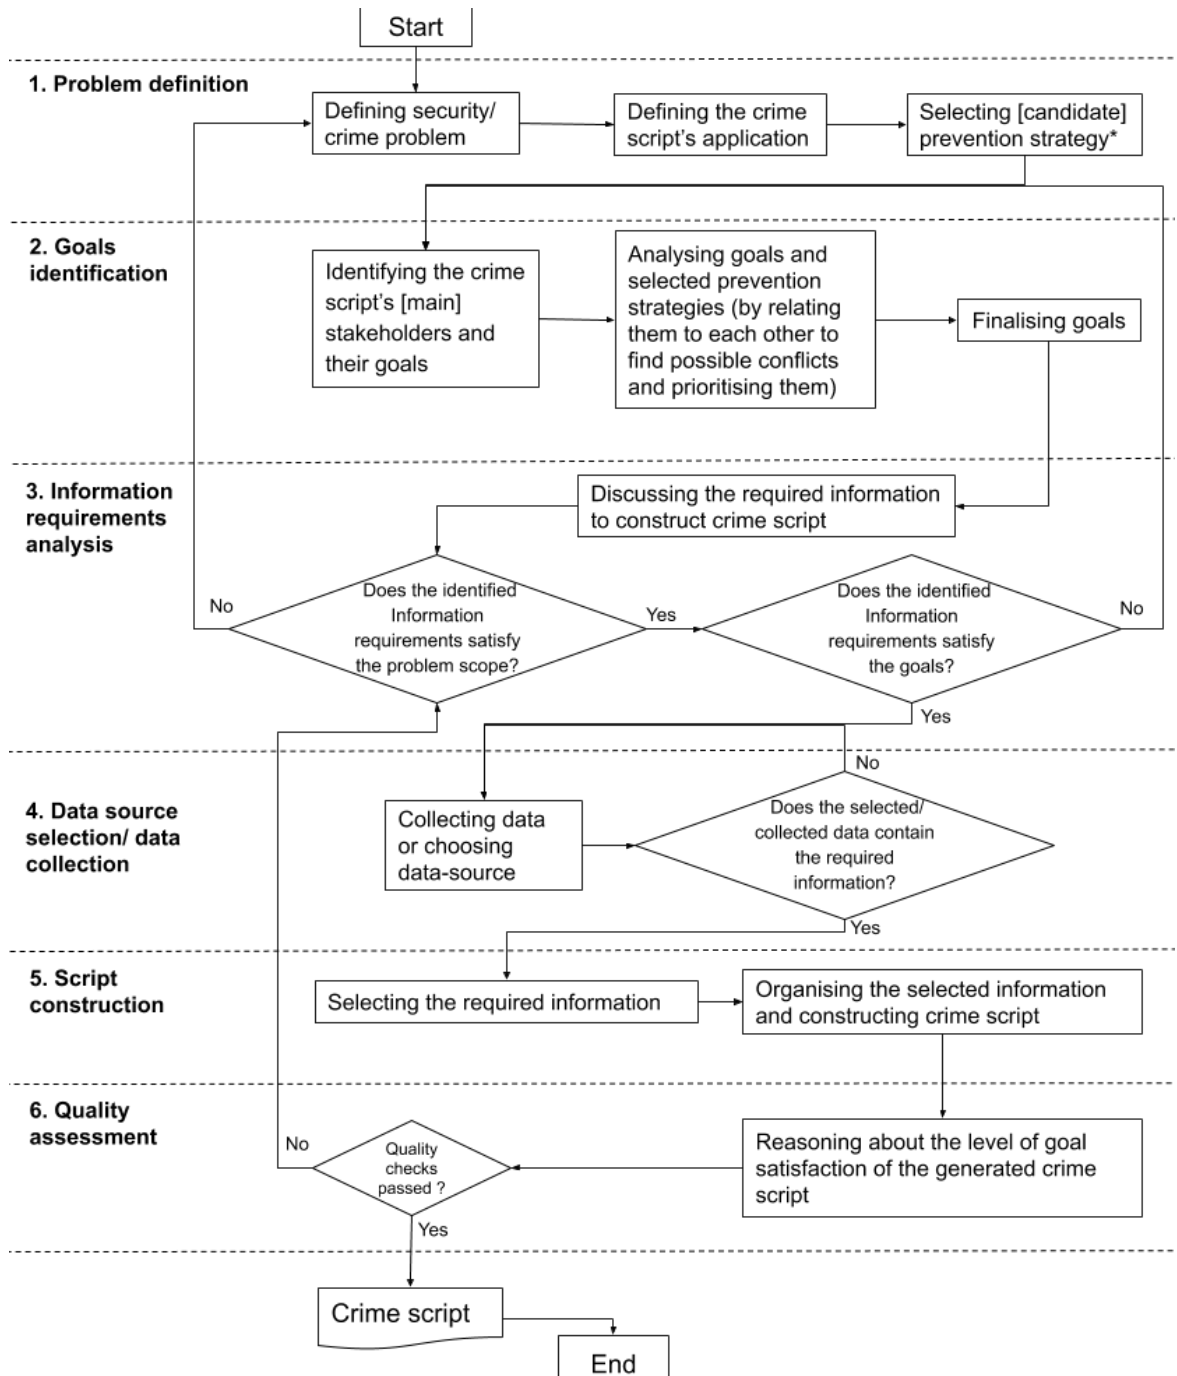 Start
1. Problem definition
Defining security/
crime problem
Defining the crime
script's application
Selecting [candidate]
prevention strategy*
2. Goals
identification
Identifying the crime
script's [main]
stakeholders and
their goals
Analysing goals and
selected prevention
strategies (by relating
them to each other to
find possible conflicts
and prioritising them)
Finalising goals
3. Information
requirements
analysis
Discussing the required information
to construct crime script
No
Does the identified
Information
requirements satisfy
the problem scope?
Yes
Does the identified
Information
requirements satisfy
the goals?
No
Yes
4. Data source
selection/ data
collection
Collecting data
or choosing
data-source
No
Does the selected/
collected data contain
the required
information?
Yes
5. Script
construction
Selecting the required information
Organising the selected information
and constructing crime script
6. Quality
assessment
No
Quality
checks
passed ?
Reasoning about the level of goal
satisfaction of the generated crime
script
Yes
Crime script
End